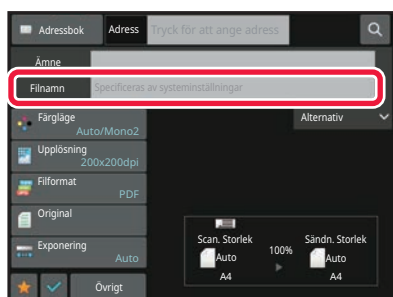 Adressbok Adress Tryck för att ange adress
Ämne
Filnamn Specificeras av systeminställningar
Färgläge
Auto/Mono2
Alternativ
Upplösning
200x200dpi
Filformat
PDF
Original
Exponering
Auto
Scan. Storlek
Auto
A4
100%
Sändn. Storlek
Auto
A4
Övrigt